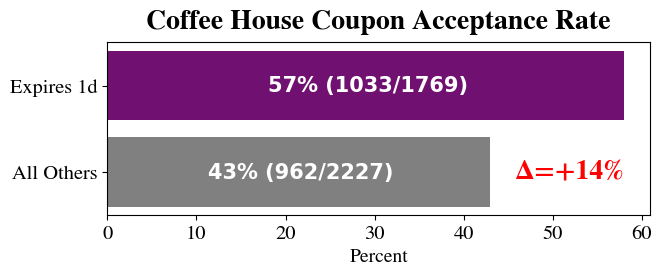 Coffee House Coupon Acceptance Rate
Expires 1d
57% (1033/1769)
All Others
43% (962/2227)
Δ=+14%
0 10 20 30 40 50 60
Percent